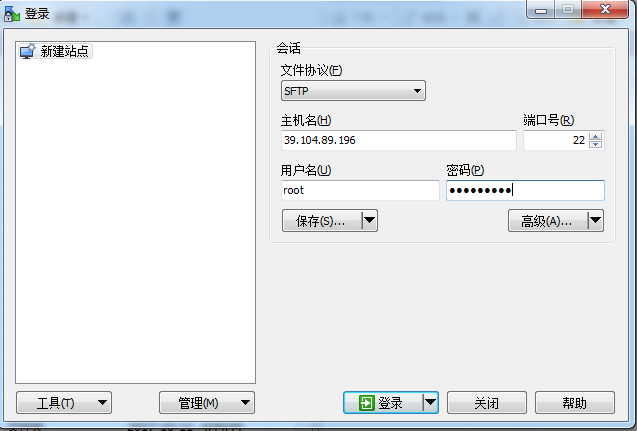 登录
新建站点
会话
文件协议(F)
SFTP
主机名(H)
端口号(R)
39.104.89.196
22
用户名(U)
密码(P)
root
●●●●●●●●●
保存(S)...
高级(A)...
工具(T)
管理(M)
登录
关闭
帮助